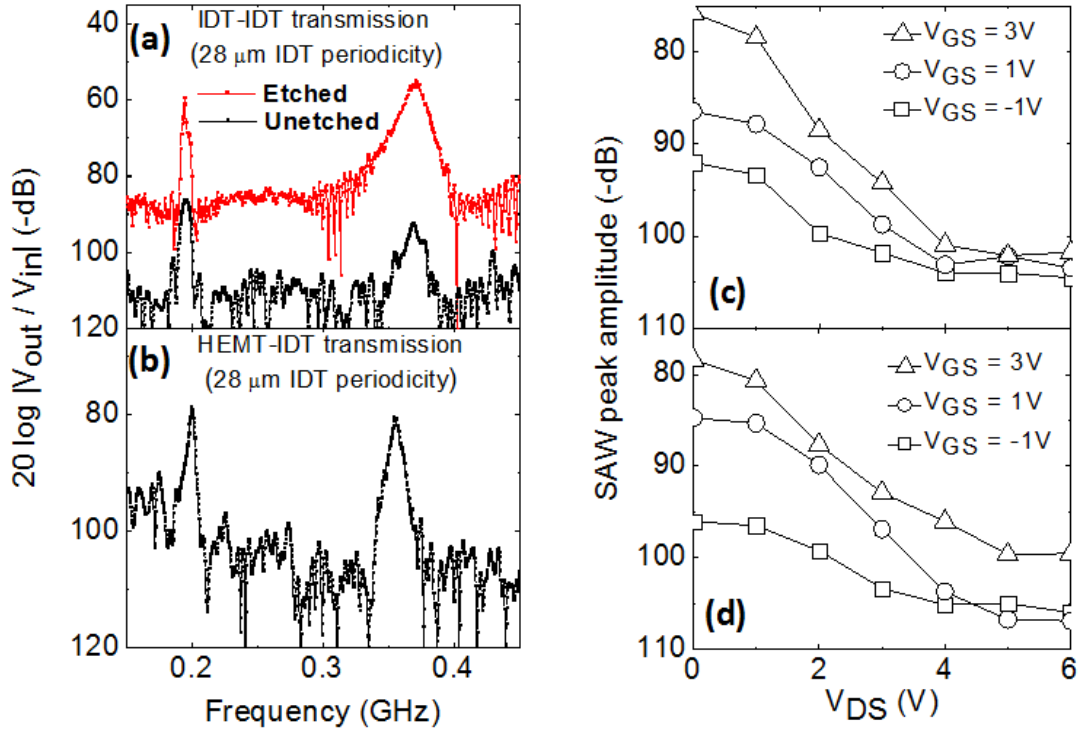 40
60
80
100
120
(a)
IDT-IDT transmission
(28 μm IDT periodicity)
Etched
Unetched
80
100
120
(b)
HEMT-IDT transmission
(28 μm IDT periodicity)
0.2
0.3
0.4
Frequency (GHz)
20 log |Vout / Vin| (-dB)
80
90
100
110
(c)
VGS = 3V
VGS = 1V
VGS = -1V
80
90
100
110
(d)
VGS = 3V
VGS = 1V
VGS = -1V
0
2
4
6
VDS (V)
SAW peak amplitude (-dB)